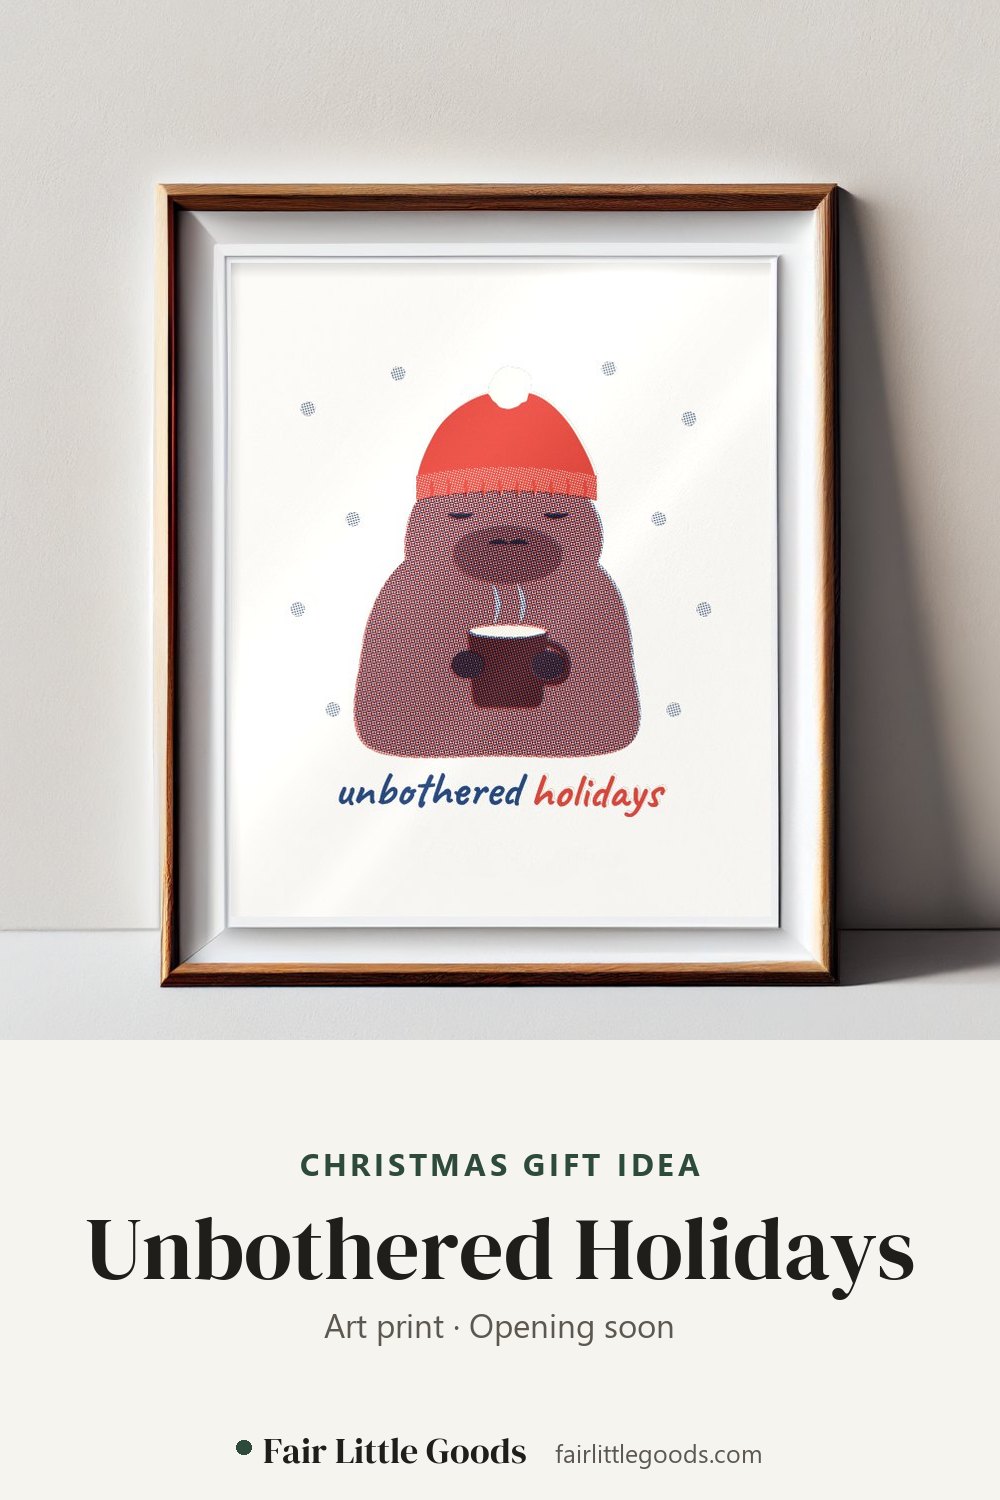 unbothered holidays
CHRISTMAS GIFT IDEA
Unbothered Holidays
Art print · Opening soon
Fair Little Goods fairlittlegoods.com